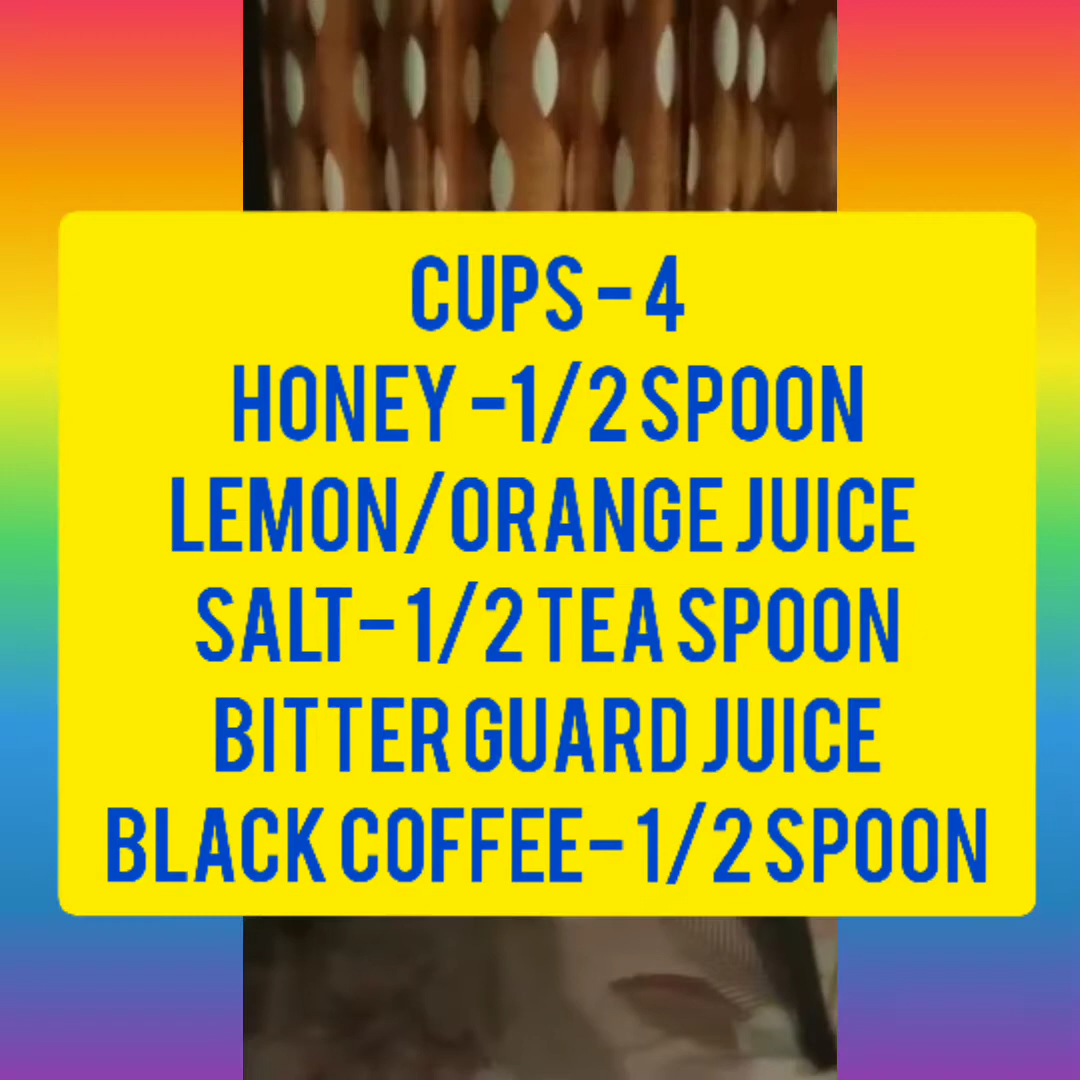 CUPS - 4
HONEY -1/2 SPOON
LEMON/ORANGE JUICE
SALT- 1/2 TEA SPOON
BITTER GUARD JUICE
BLACK COFFEE- 1/2 SPOON